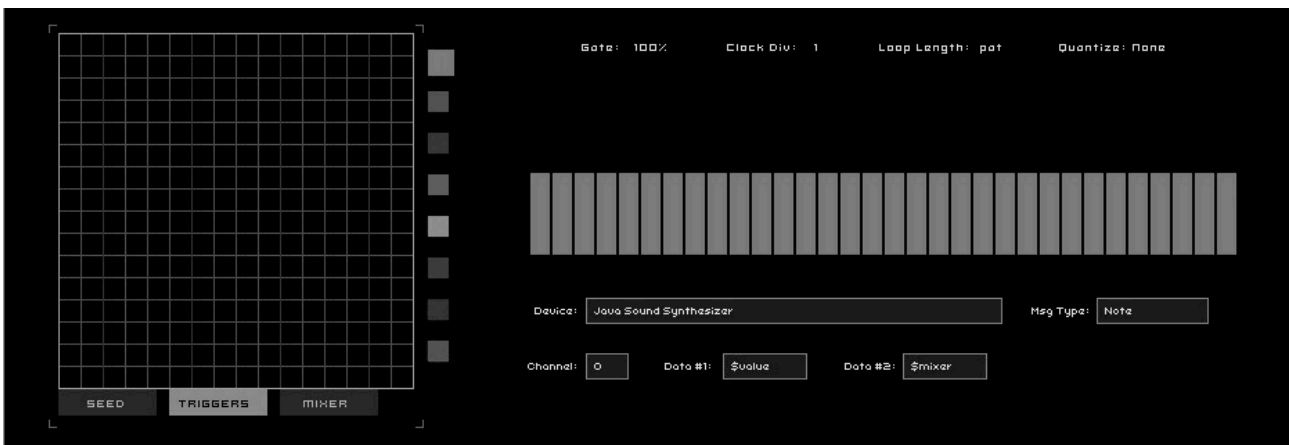 Gate: 100% Clock Div: 1 Loop Length: pat Quantize: None
Device: Java Sound Synthesizer Msg Type: Note
Channel: 0 Data #1: $value Data #2: $mixer
SEED TRIGGERS MIXER